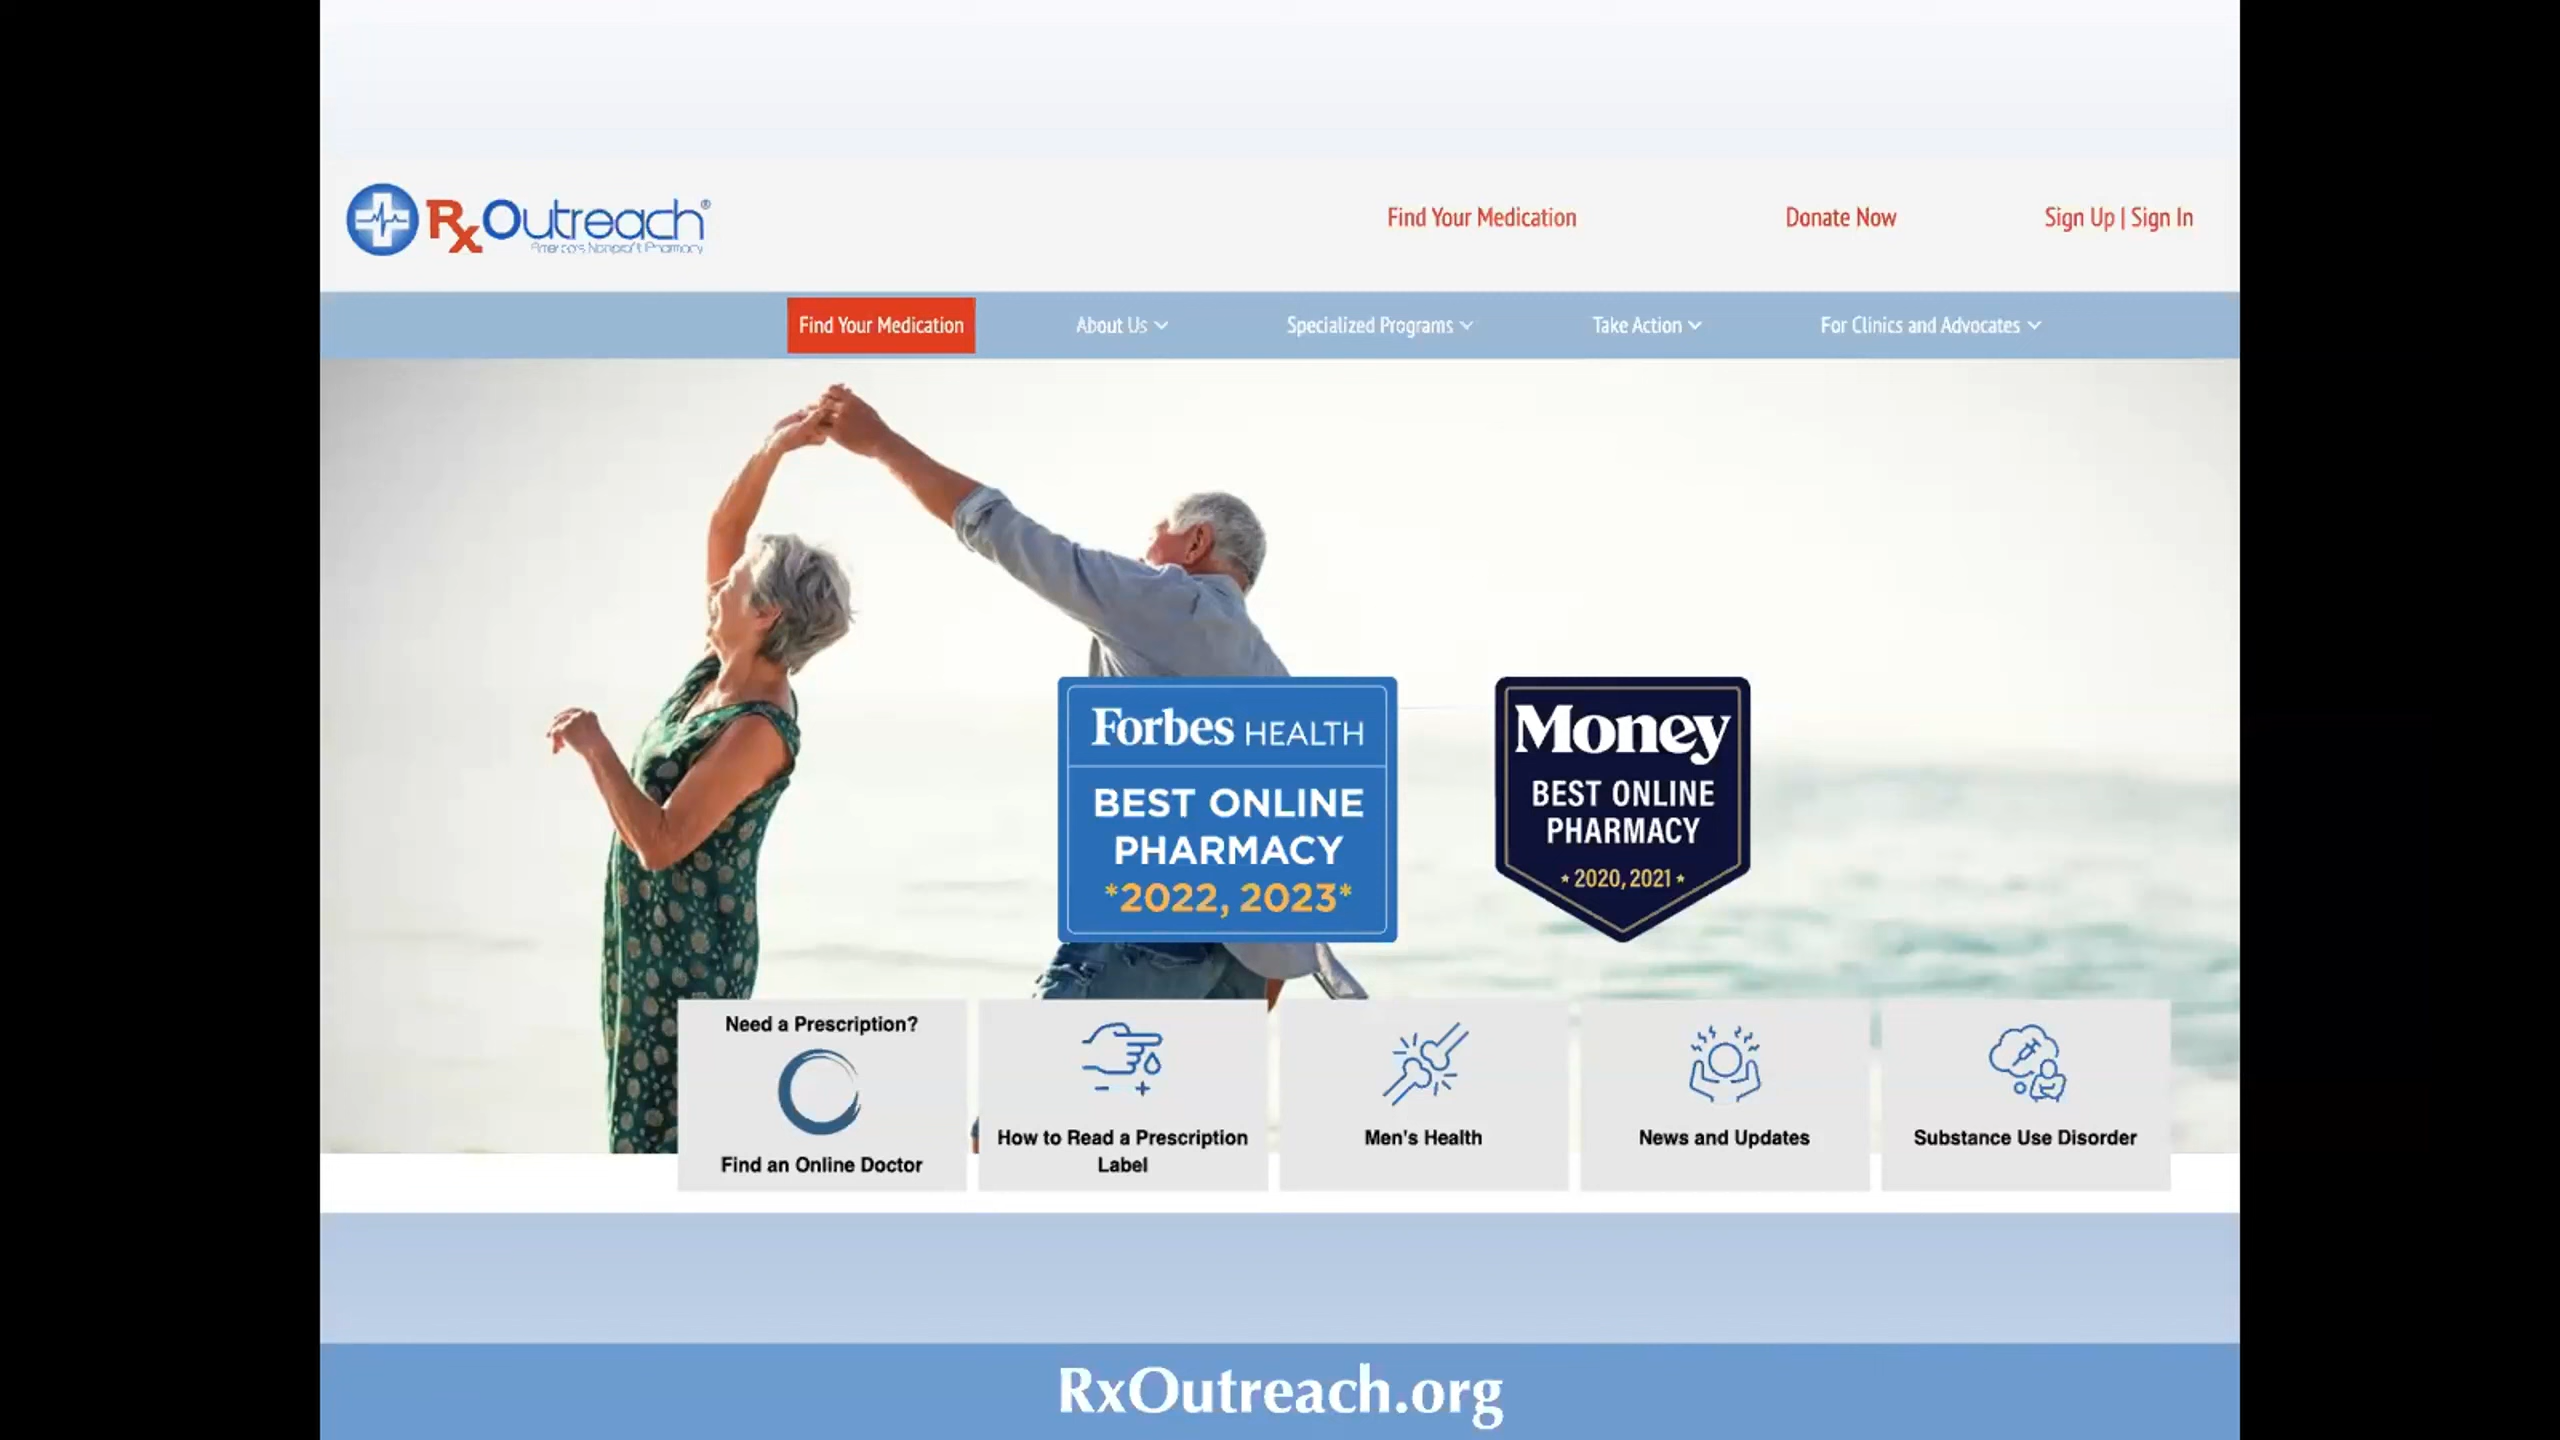 RxOutreach®
America's Nonprofit Pharmacy
Find Your Medication
Donate Now
Sign Up | Sign In
Find Your Medication
About Us
Specialized Programs
Take Action
For Clinics and Advocates
Forbes HEALTH
BEST ONLINE
PHARMACY
*2022, 2023*
Money
BEST ONLINE
PHARMACY
* 2020, 2021 *
Need a Prescription?
Find an Online Doctor
How to Read a Prescription
Label
Men's Health
News and Updates
Substance Use Disorder
RxOutreach.org